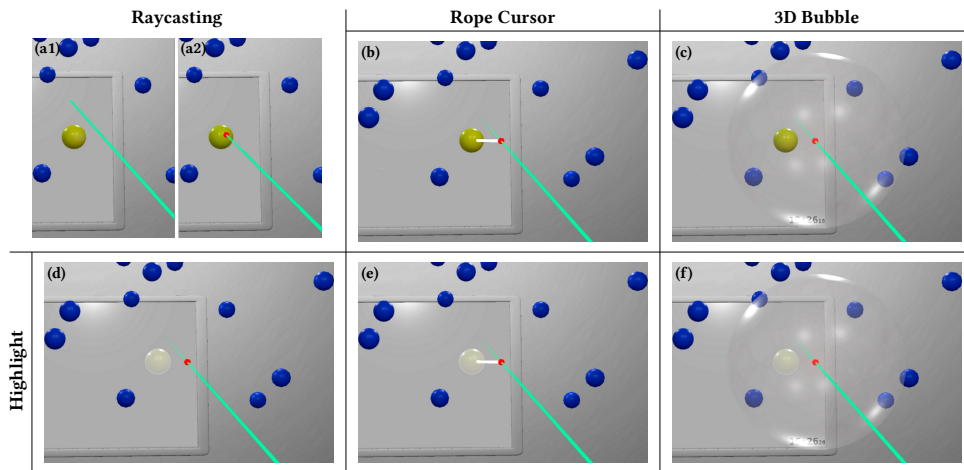 Raycasting Rope Cursor 3D Bubble
(a1) (a2) (b) (c)
(d) (e) (f)
Highlight